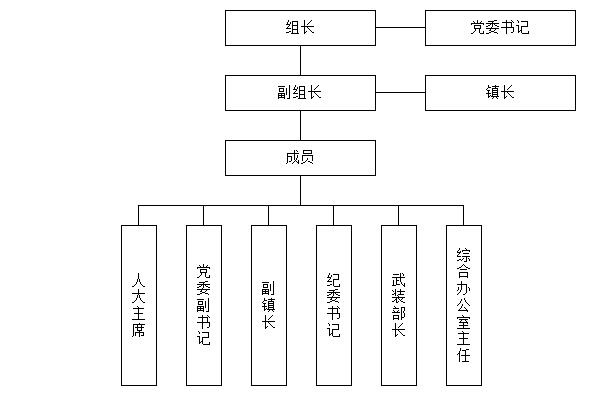 组长
党委书记
副组长
镇长
成员
人大主席
党委副书记
副镇长
纪委书记
武装部长
综合办公室主任